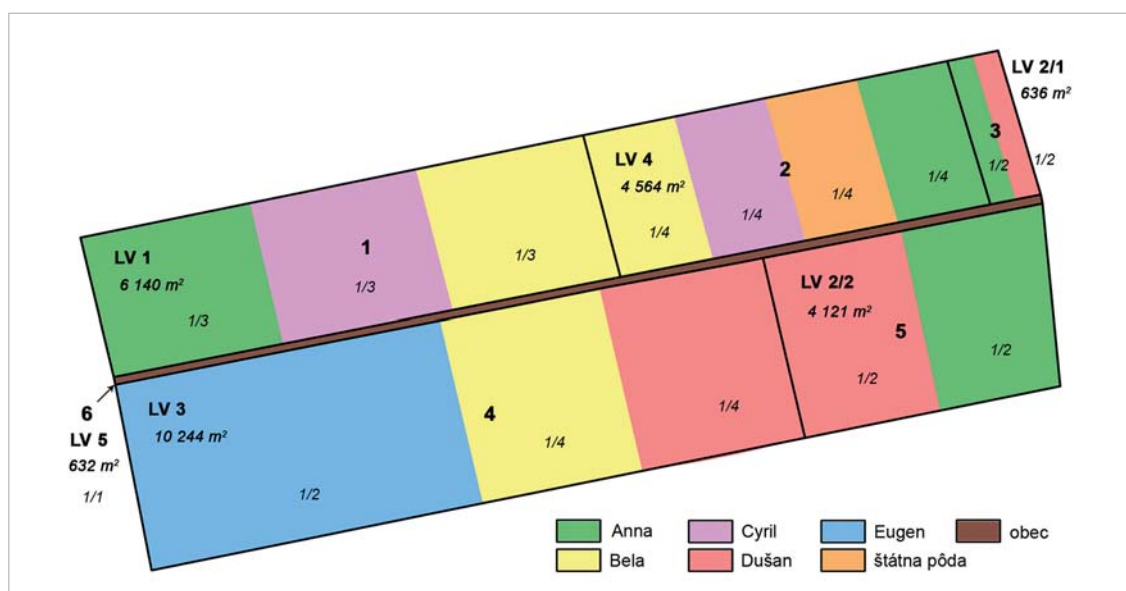 LV 1
6 140 m²
1/3
1
1/3
1/3
LV 4
4 564 m²
1/4
1/4
2
1/4
1/4
3
1/2
LV 2/1
636 m²
1/2
6
LV 5
632 m²
1/1
LV 3
10 244 m²
1/2
4
1/4
1/4
LV 2/2
4 121 m²
5
1/2
1/2
Anna
Cyril
Eugen
obec
Bela
Dušan
štátna pôda